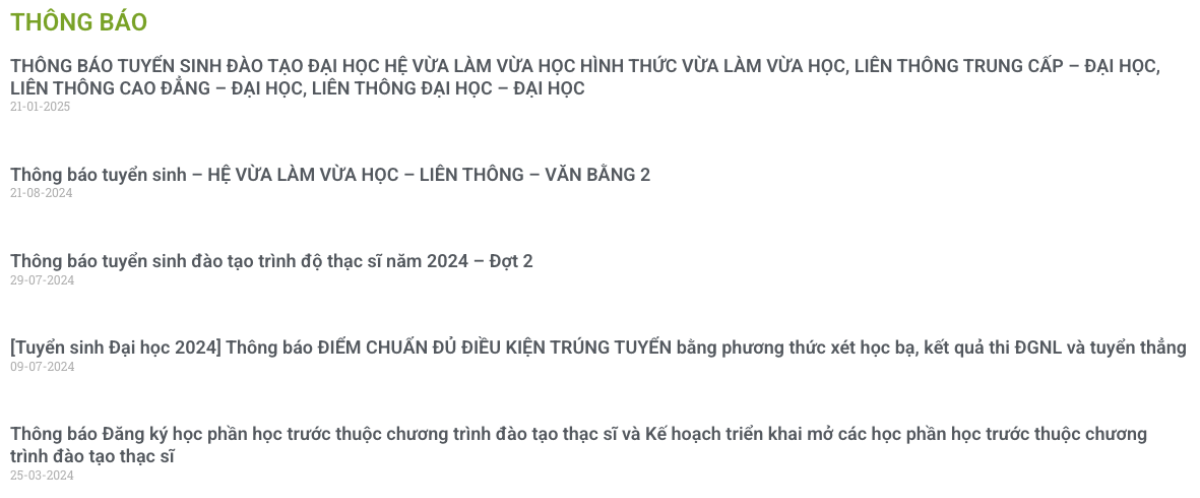 THÔNG BÁO
THÔNG BÁO TUYỂN SINH ĐÀO TẠO ĐẠI HỌC HỆ VỪA LÀM VỪA HỌC HÌNH THỨC VỪA LÀM VỪA HỌC, LIÊN THÔNG TRUNG CẤP – ĐẠI HỌC,
LIÊN THÔNG CAO ĐẲNG – ĐẠI HỌC, LIÊN THÔNG ĐẠI HỌC – ĐẠI HỌC
21-01-2025
Thông báo tuyển sinh – HỆ VỪA LÀM VỪA HỌC – LIÊN THÔNG – VĂN BẰNG 2
21-08-2024
Thông báo tuyển sinh đào tạo trình độ thạc sĩ năm 2024 – Đợt 2
29-07-2024
[Tuyển sinh Đại học 2024] Thông báo ĐIỂM CHUẨN ĐỦ ĐIỀU KIỆN TRÚNG TUYỂN bằng phương thức xét học bạ, kết quả thi ĐGNL và tuyển thẳng
09-07-2024
Thông báo Đăng ký học phần học trước thuộc chương trình đào tạo thạc sĩ và Kế hoạch triển khai mở các học phần học trước thuộc chương
trình đào tạo thạc sĩ
25-03-2024